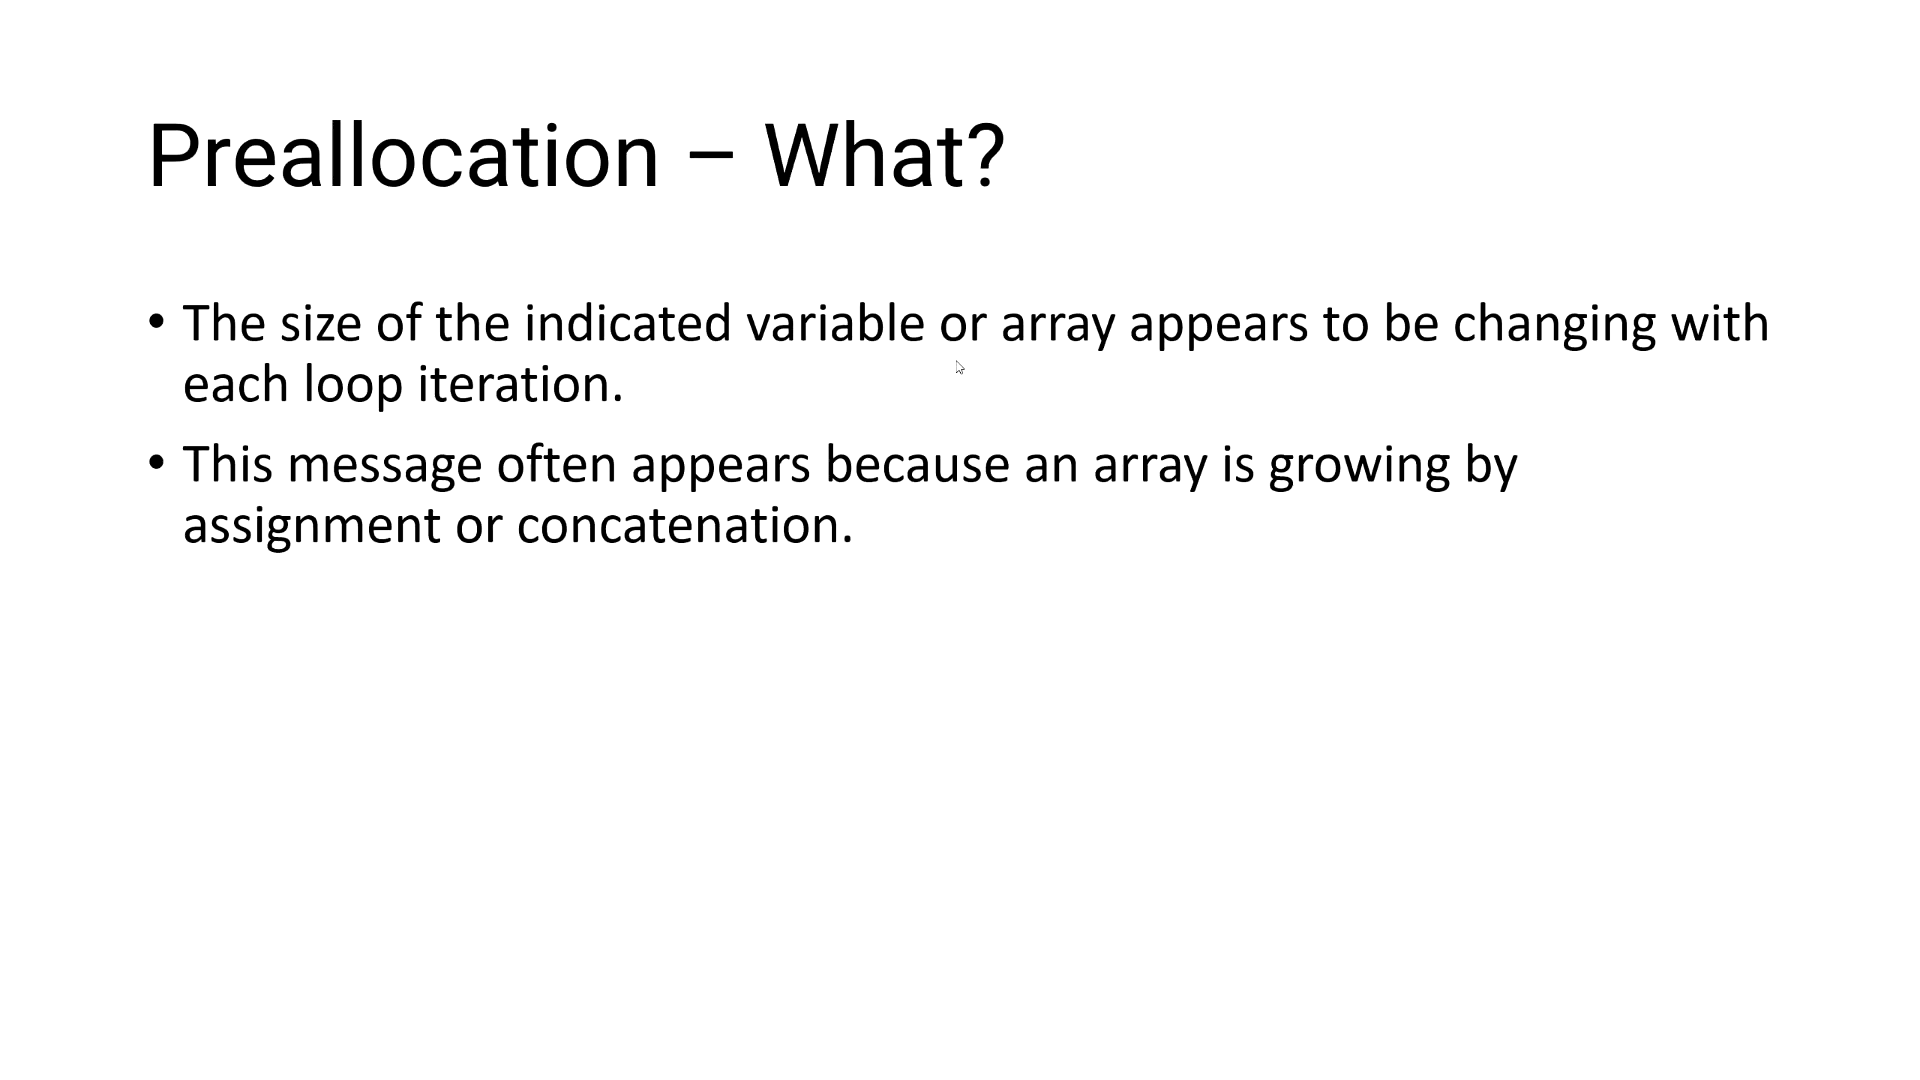 Preallocation – What?
• The size of the indicated variable or array appears to be changing with
each loop iteration.
• This message often appears because an array is growing by
assignment or concatenation.